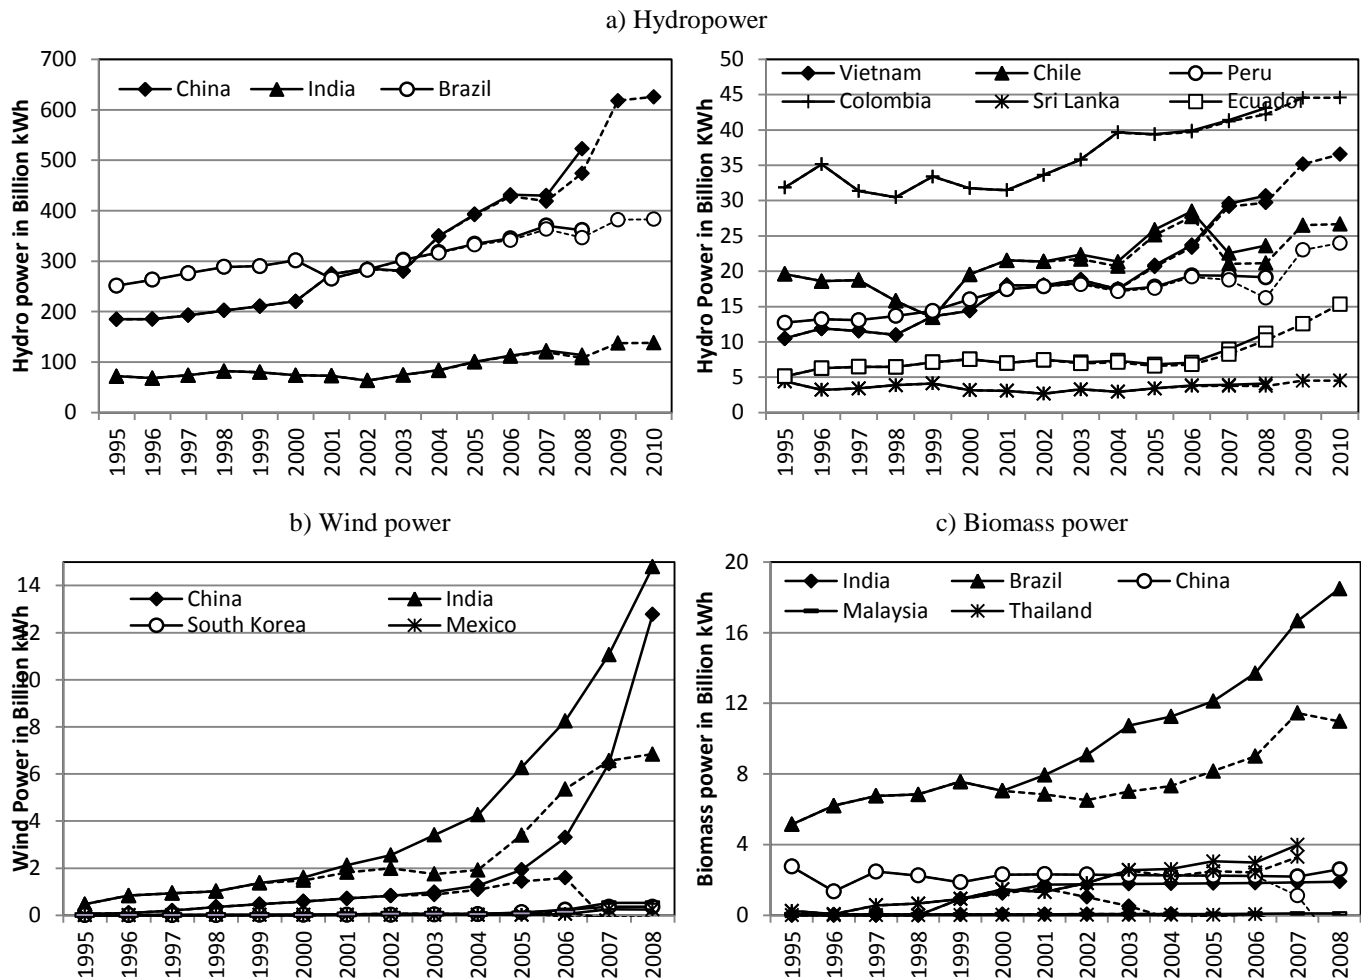 a) Hydropower
Hydro power in Billion kWh
700
600
500
400
300
200
100
0
China India Brazil
1995 1996 1997 1998 1999 2000 2001 2002 2003 2004 2005 2006 2007 2008 2009 2010
Hydro Power in Billion KWh
50
45
40
35
30
25
20
15
10
5
0
Vietnam Chile Peru
Colombia Sri Lanka Ecuador
1995 1996 1997 1998 1999 2000 2001 2002 2003 2004 2005 2006 2007 2008 2009 2010
b) Wind power
Wind Power in Billion kWh
14
12
10
8
6
4
2
0
China India
South Korea Mexico
1995 1996 1997 1998 1999 2000 2001 2002 2003 2004 2005 2006 2007 2008
c) Biomass power
Biomass power in Billion kWh
20
16
12
8
4
0
India Brazil China
Malaysia Thailand
1995 1996 1997 1998 1999 2000 2001 2002 2003 2004 2005 2006 2007 2008